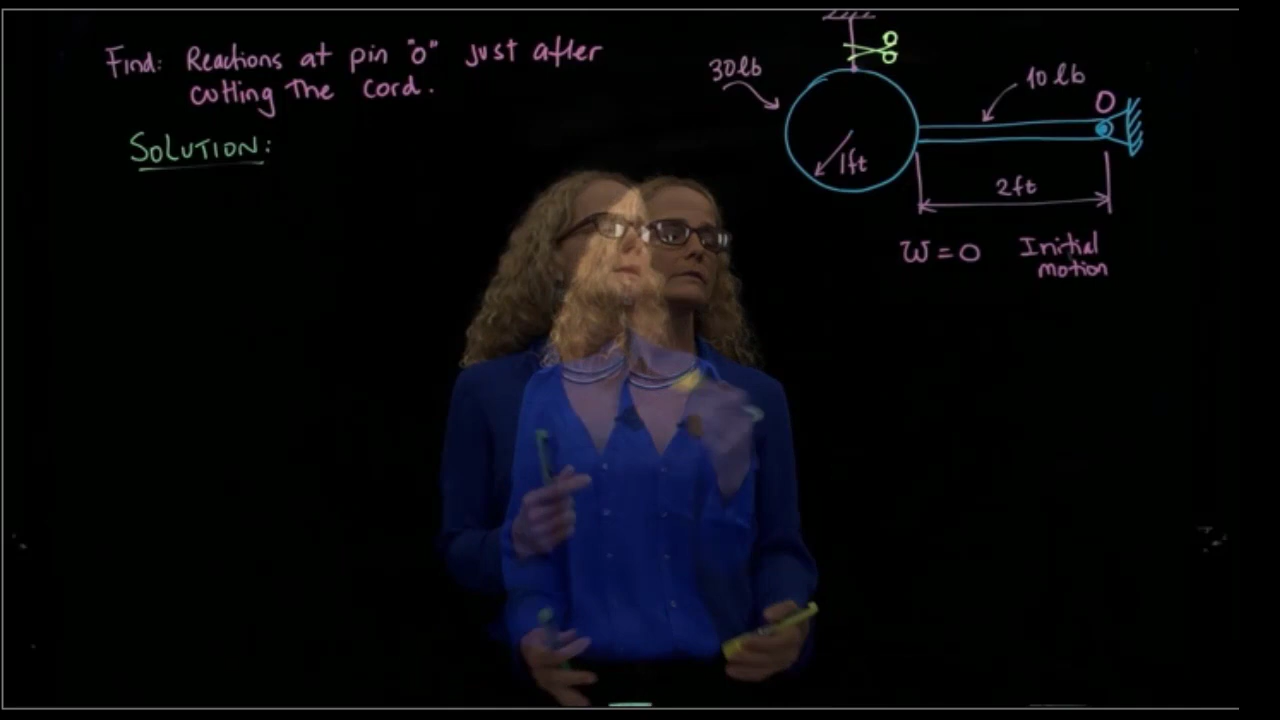 Find: Reactions at pin "O" just after
cutting The cord.
SOLUTION:
30lb
10 lb
O
1ft
2ft
W = 0 Initial
motion